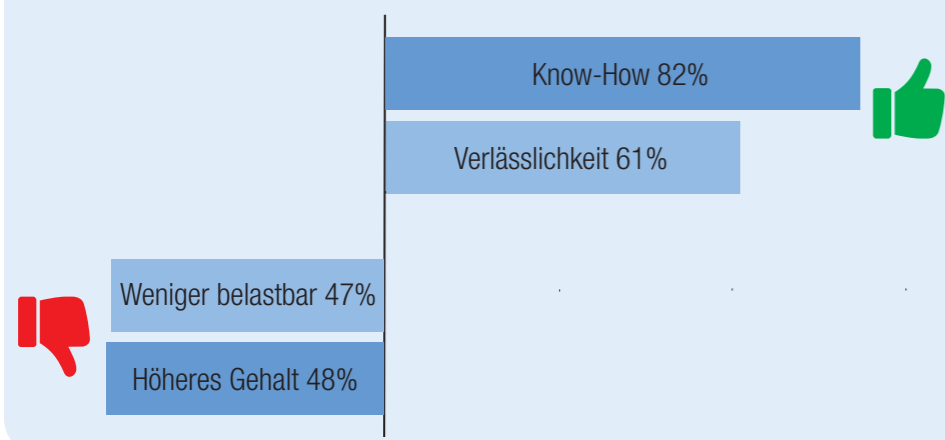 Know-How 82%
Verlässlichkeit 61%
Weniger belastbar 47%
Höheres Gehalt 48%